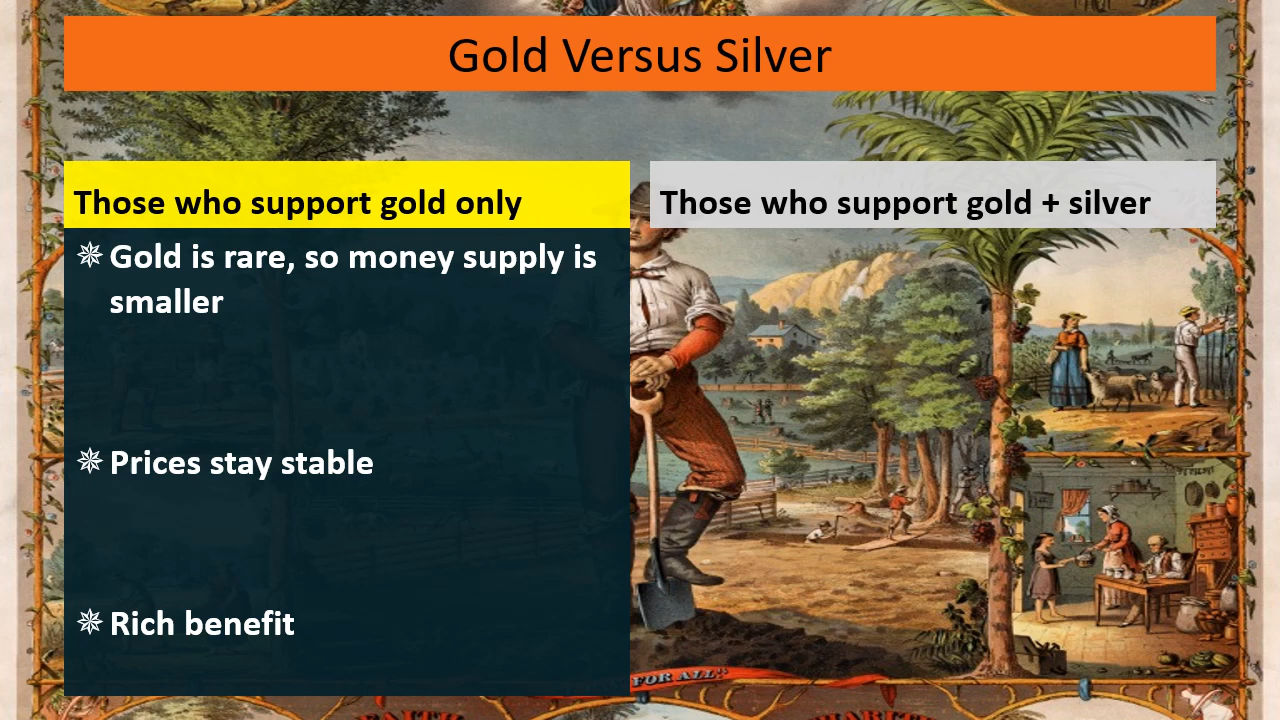 Gold Versus Silver
Those who support gold only
Those who support gold + silver
Gold is rare, so money supply is
smaller
Prices stay stable
Rich benefit
FOR ALL"